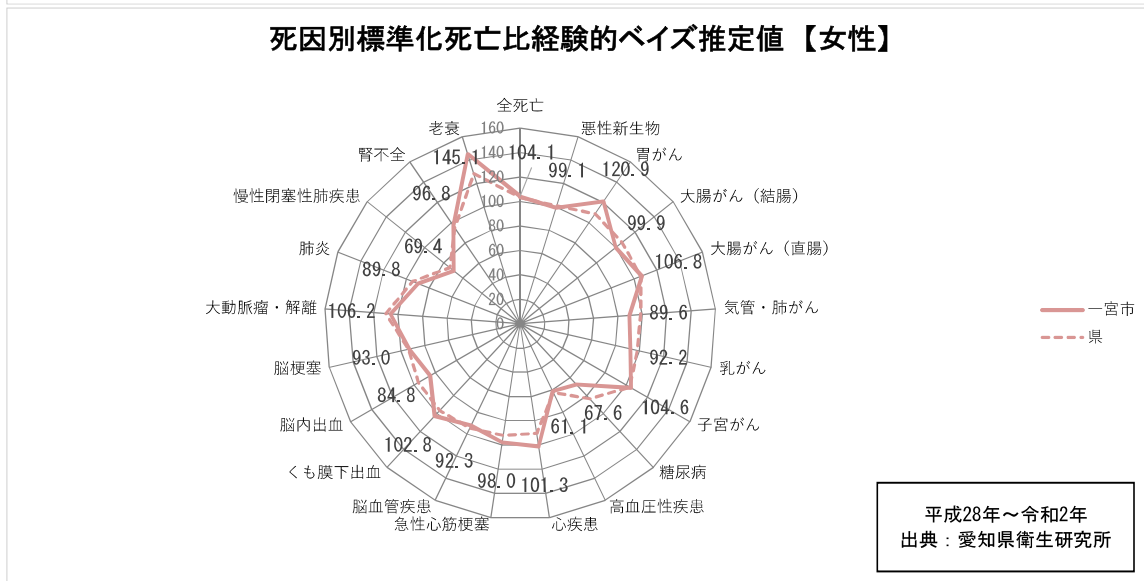 死因別標準化死亡比経験的ベイズ推定値 【女性】
全死亡
悪性新生物
胃がん
大腸がん（結腸）
大腸がん（直腸）
気管・肺がん
乳がん
子宮がん
糖尿病
高血圧性疾患
心疾患
急性心筋梗塞
脳血管疾患
くも膜下出血
脳内出血
脳梗塞
大動脈瘤・解離
肺炎
慢性閉塞性肺疾患
腎不全
老衰
160
140
120
100
80
60
40
20
0
104.1
99.1
120.9
99.9
106.8
89.6
92.2
104.6
67.6
61.1
101.3
98.0
92.3
102.8
84.8
93.0
106.2
89.8
69.4
96.8
145.1
一宮市
県
平成28年～令和2年
出典：愛知県衛生研究所